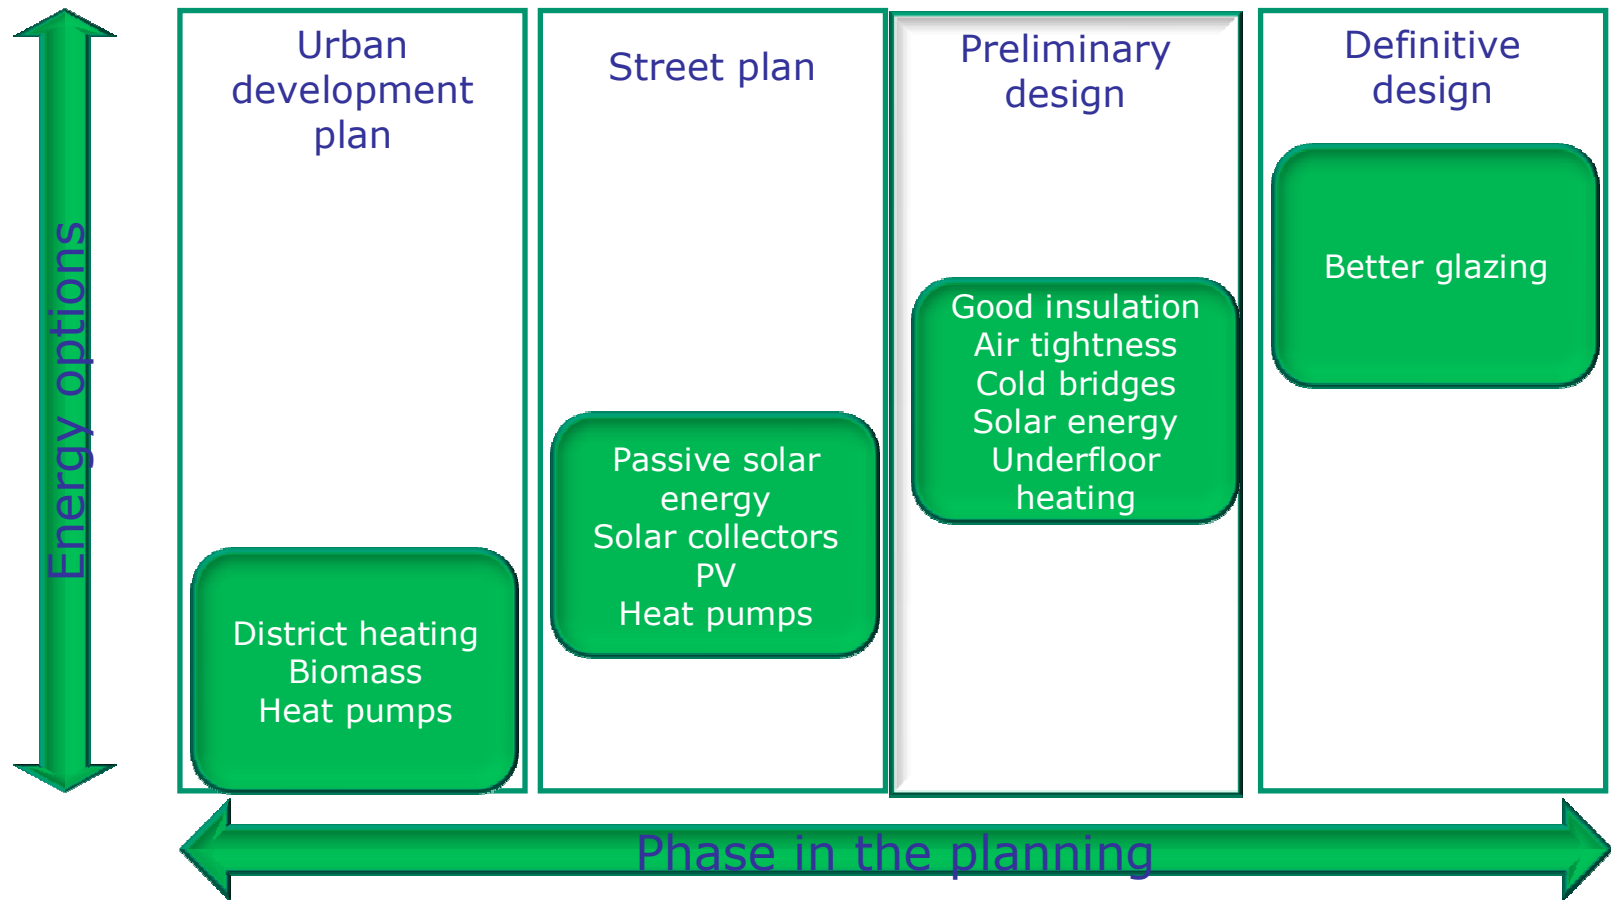 Energy options
Urban
development
plan
District heating
Biomass
Heat pumps
Street plan
Passive solar
energy
Solar collectors
PV
Heat pumps
Preliminary
design
Good insulation
Air tightness
Cold bridges
Solar energy
Underfloor
heating
Definitive
design
Better glazing
Phase in the planning